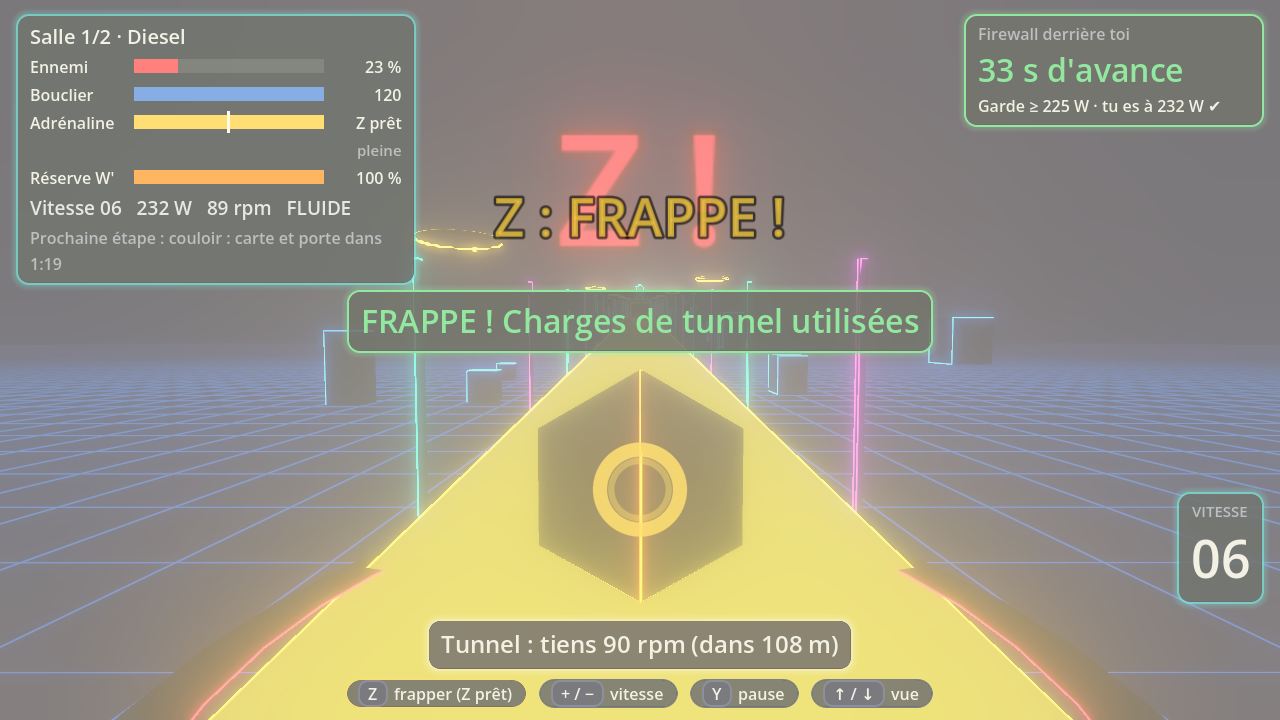 Salle 1/2 · Diesel
Ennemi 23 %
Bouclier 120
Adrénaline Z prêt
pleine
Réserve W' 100 %
Vitesse 06 232 W 89 rpm FLUIDE
Prochaine étape : couloir : carte et porte dans
1:19
Firewall derrière toi
33 s d'avance
Garde ≥ 225 W · tu es à 232 W ✔
Z !
Z : FRAPPE !
FRAPPE ! Charges de tunnel utilisées
VITESSE
06
Tunnel : tiens 90 rpm (dans 108 m)
Z frapper (Z prêt) + / − vitesse Y pause ↑ / ↓ vue